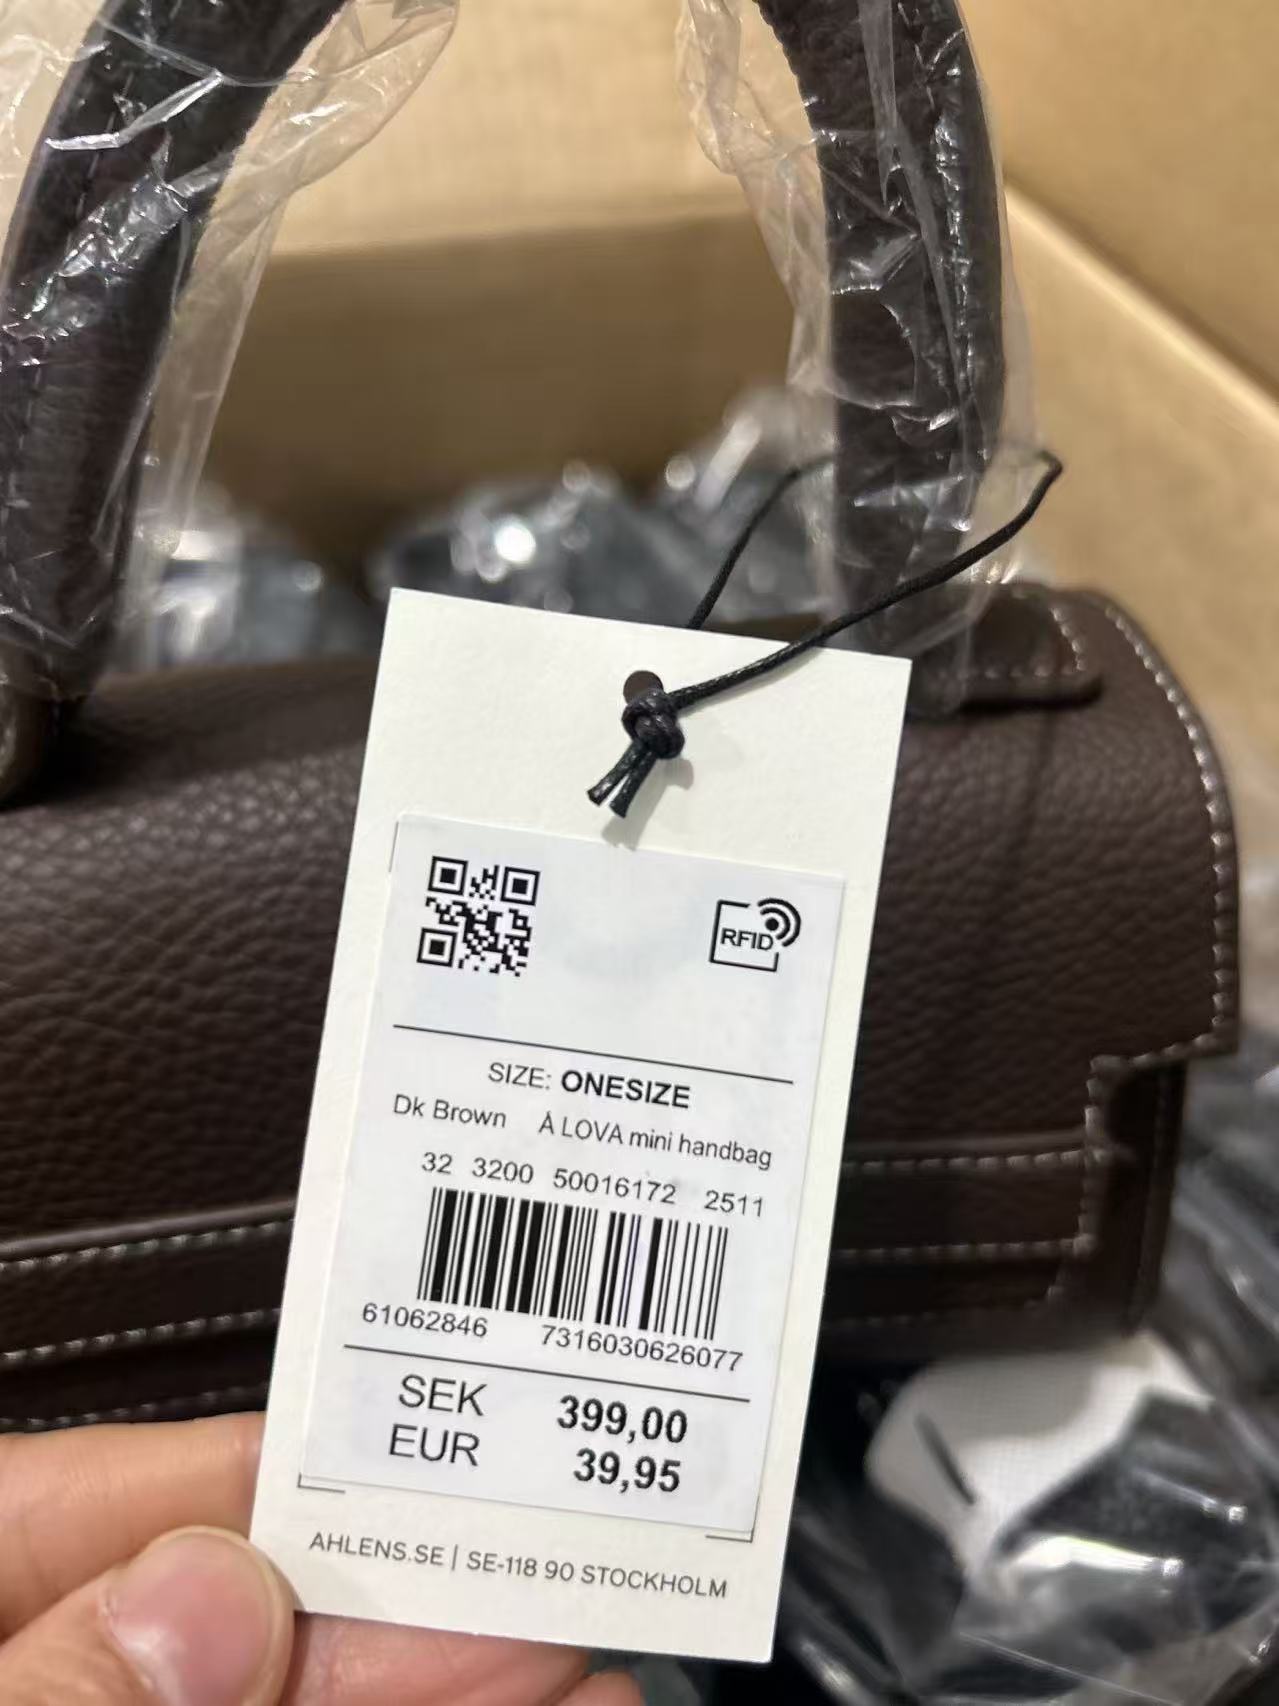 RFID
SIZE: ONESIZE
Dk Brown Å LOVA mini handbag
32 3200 50016172 2511
61062846 7316030626077
SEK 399,00
EUR 39,95
AHLENS.SE | SE-118 90 STOCKHOLM